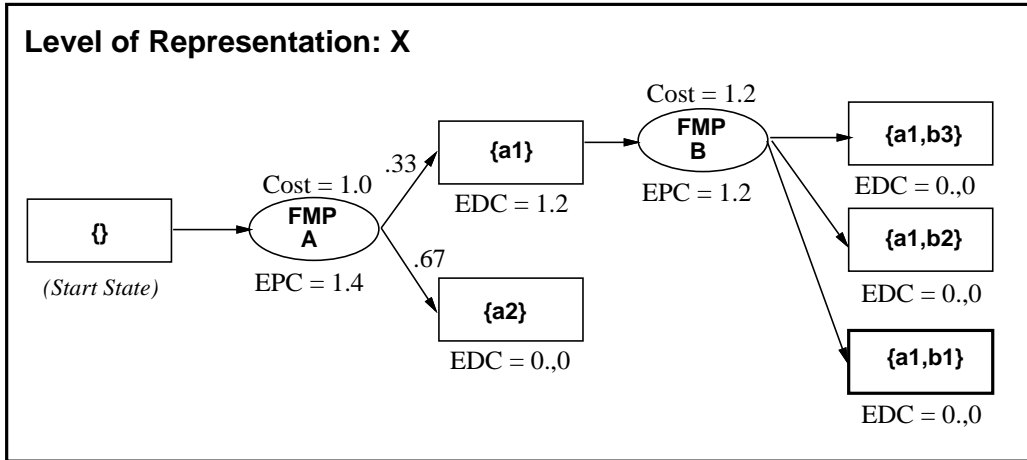 Level of Representation: X
{}
(Start State)
Cost = 1.0
FMP
A
EPC = 1.4
.33
.67
{a1}
EDC = 1.2
{a2}
EDC = 0.,0
Cost = 1.2
FMP
B
EPC = 1.2
{a1,b3}
EDC = 0.,0
{a1,b2}
EDC = 0.,0
{a1,b1}
EDC = 0.,0